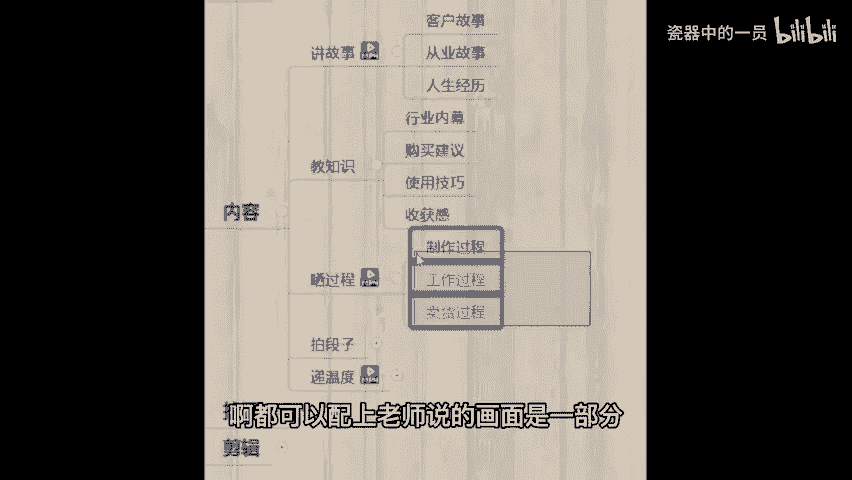 瓷器中的一员 bilibili
客户故事
讲故事
从业故事
人生经历
行业内幕
购买建议
教知识
使用技巧
内容
收获感
制作过程
晒过程
工作过程
卖货过程
拍段子
递温度
啊都可以配上老师说的画面是一部分
剪辑